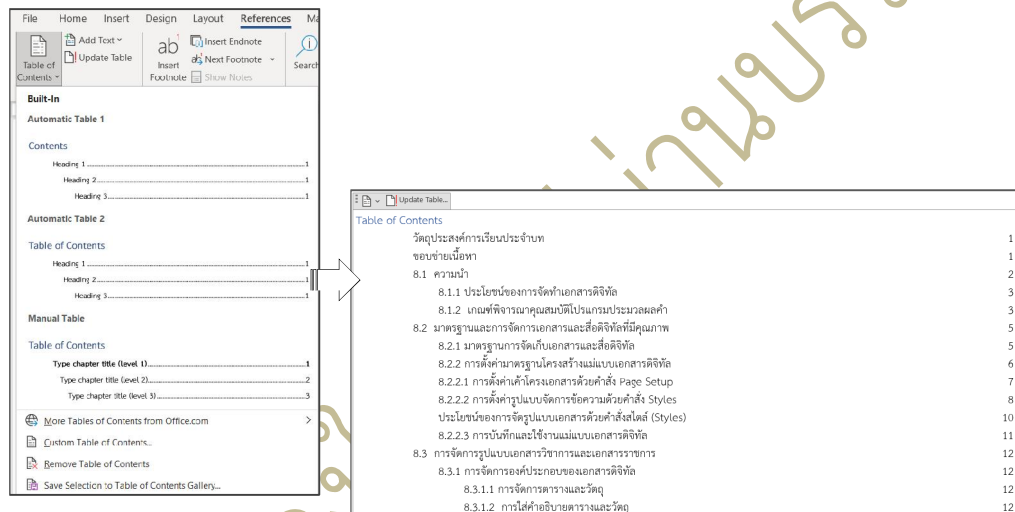 File Home Insert Design Layout References Ma
Table of Contents
Add Text
Update Table
ab
Insert Footnote
Insert Endnote
Next Footnote
Show Notes
Search
Built-In
Automatic Table 1
Contents
Heading 1 1
Heading 2 1
Heading 3 1
Automatic Table 2
Table of Contents
Heading 1 1
Heading 2 1
Heading 3 1
Manual Table
Table of Contents
Type chapter title (level 1) 1
Type chapter title (level 2) 2
Type chapter title (level 3) 3
More Tables of Contents from Office.com
Custom Table of Contents...
Remove Table of Contents
Save Selection to Table of Contents Gallery...
Update Table...
Table of Contents
วัตถุประสงค์การเรียนประจำบท 1
ขอบข่ายเนื้อหา 1
8.1 ความนำ 2
8.1.1 ประโยชน์ของการจัดทำเอกสารดิจิทัล 3
8.1.2 เกณฑ์พิจารณาคุณสมบัติโปรแกรมประมวลผลคำ 3
8.2 มาตรฐานและการจัดการเอกสารและสื่อดิจิทัลที่มีคุณภาพ 5
8.2.1 มาตรฐานการจัดเก็บเอกสารและสื่อดิจิทัล 5
8.2.2 การตั้งค่ามาตรฐานโครงสร้างแม่แบบเอกสารดิจิทัล 6
8.2.2.1 การตั้งค่าเค้าโครงเอกสารด้วยคำสั่ง Page Setup 7
8.2.2.2 การตั้งค่ารูปแบบจัดการข้อความด้วยคำสั่ง Styles 8
ประโยชน์ของการจัดรูปแบบเอกสารด้วยคำสั่งสไตล์ (Styles) 10
8.2.2.3 การบันทึกและใช้งานแม่แบบเอกสารดิจิทัล 11
8.3 การจัดการรูปแบบเอกสารวิชาการและเอกสารราชการ 12
8.3.1 การจัดการองค์ประกอบของเอกสารดิจิทัล 12
8.3.1.1 การจัดการตารางและวัตถุ 12
8.3.1.2 การใส่คำอธิบายตารางและวัตถุ 12